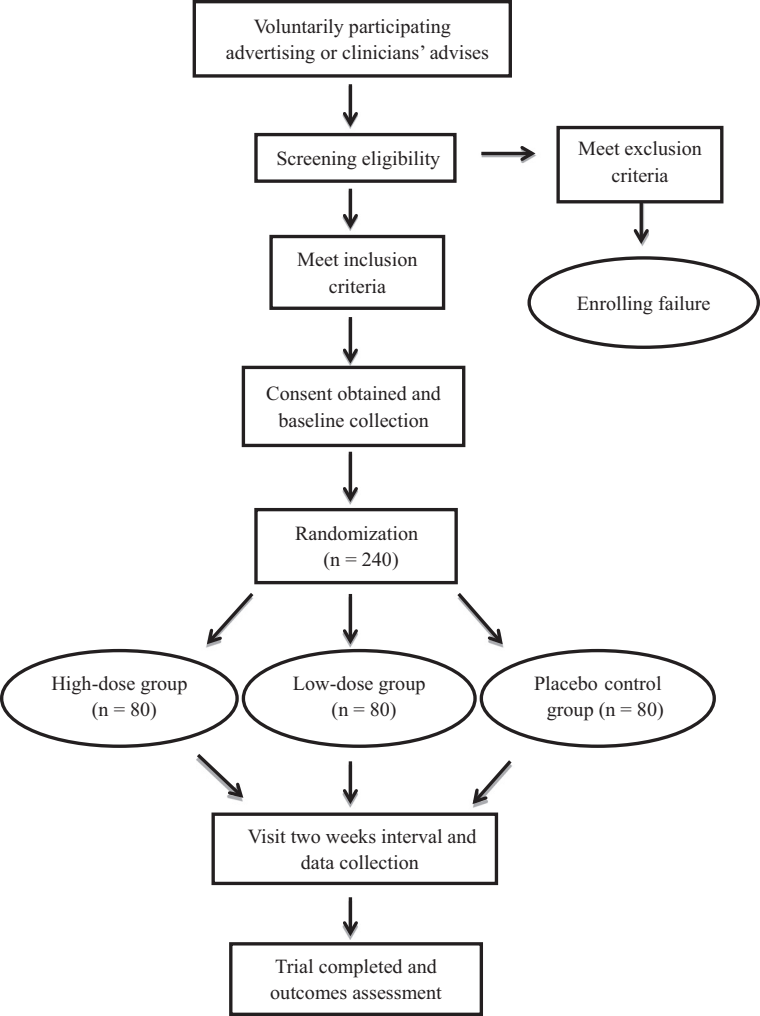 Voluntarily participating
advertising or clinicians’ advises
Screening eligibility
Meet exclusion
criteria
Enrolling failure
Meet inclusion
criteria
Consent obtained and
baseline collection
Randomization
(n = 240)
High-dose group
(n = 80)
Low-dose group
(n = 80)
Placebo control
group (n = 80)
Visit two weeks interval and
data collection
Trial completed and
outcomes assessment